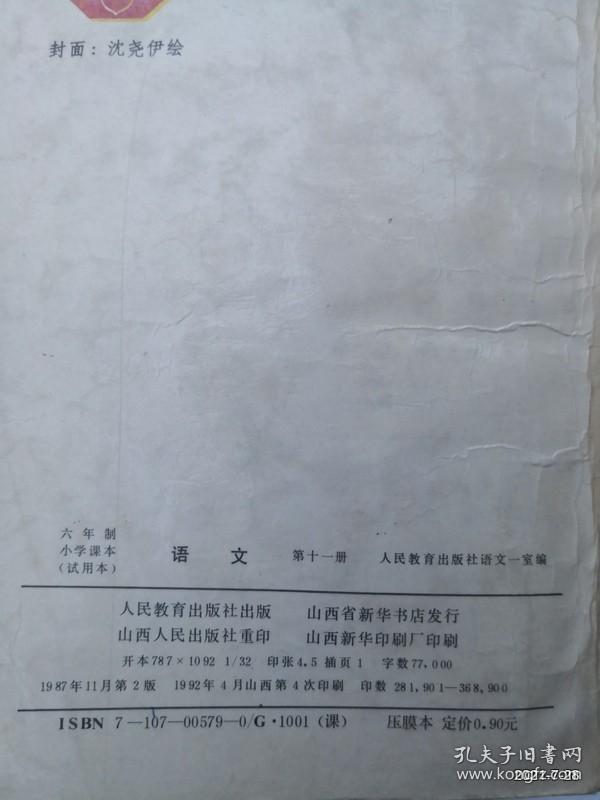 封面：沈尧伊绘
六年制
小学课本
（试用本）
语文 第十一册 人民教育出版社语文一室编
人民教育出版社出版 山西省新华书店发行
山西人民出版社重印 山西新华印刷厂印刷
开本787×1092 1/32 印张4.5 插页1 字数77,000
1987年11月第2版 1992年4月山西第4次印刷 印数281,901—368,900
ISBN 7—107—00579—0/G·1001（课） 压膜本 定价0.90元
孔夫子旧书网